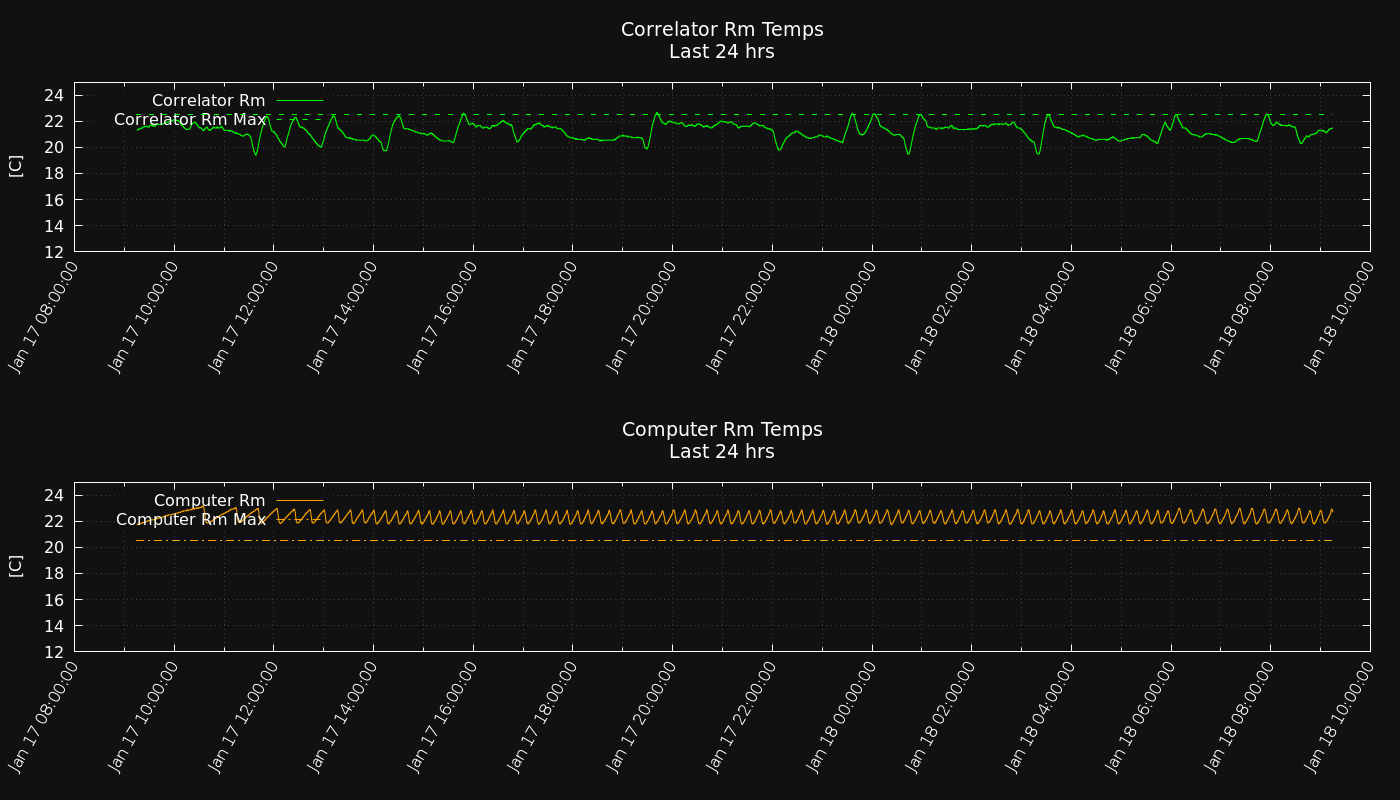 Correlator Rm Temps
Last 24 hrs
Correlator Rm
Correlator Rm Max
24
22
20
18
16
14
12
[C]
Jan 17 08:00:00
Jan 17 10:00:00
Jan 17 12:00:00
Jan 17 14:00:00
Jan 17 16:00:00
Jan 17 18:00:00
Jan 17 20:00:00
Jan 17 22:00:00
Jan 18 00:00:00
Jan 18 02:00:00
Jan 18 04:00:00
Jan 18 06:00:00
Jan 18 08:00:00
Jan 18 10:00:00
Computer Rm Temps
Last 24 hrs
Computer Rm
Computer Rm Max
24
22
20
18
16
14
12
[C]
Jan 17 08:00:00
Jan 17 10:00:00
Jan 17 12:00:00
Jan 17 14:00:00
Jan 17 16:00:00
Jan 17 18:00:00
Jan 17 20:00:00
Jan 17 22:00:00
Jan 18 00:00:00
Jan 18 02:00:00
Jan 18 04:00:00
Jan 18 06:00:00
Jan 18 08:00:00
Jan 18 10:00:00